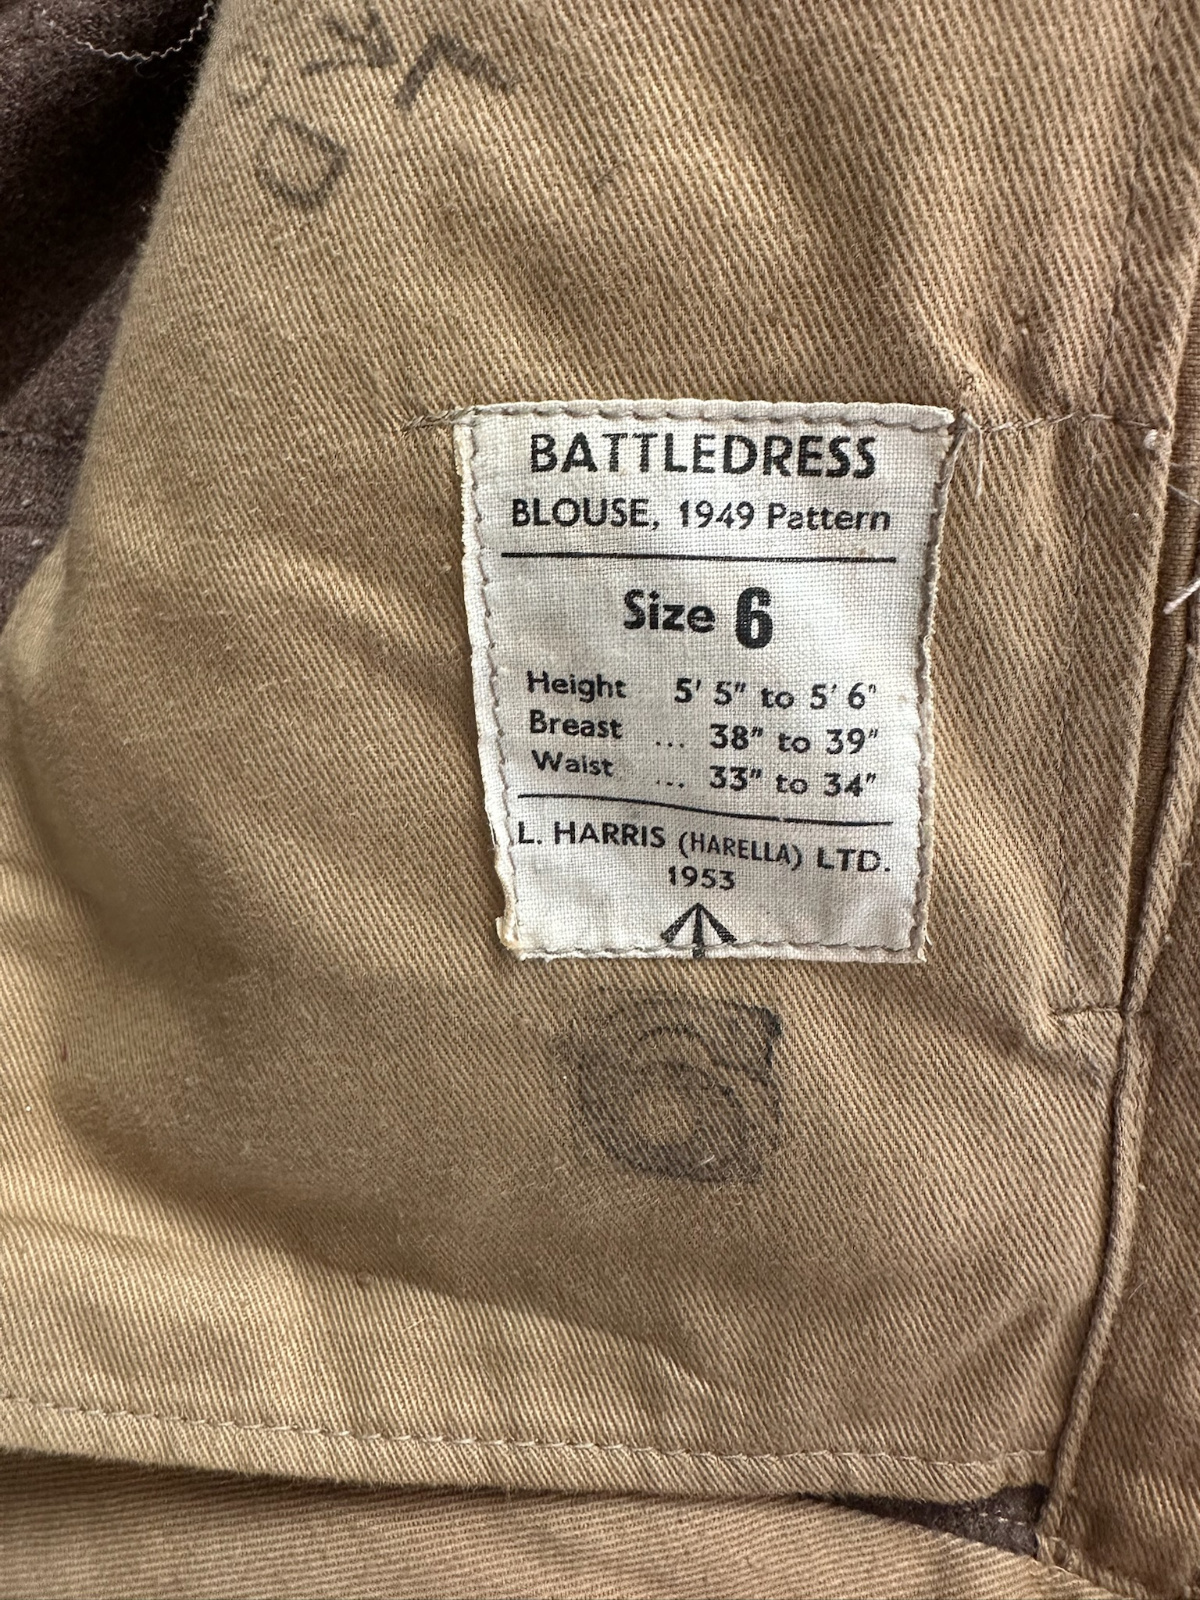 BATTLEDRESS
BLOUSE, 1949 Pattern
Size 6
Height 5' 5" to 5' 6"
Breast ... 38" to 39"
Waist ... 33" to 34"
L. HARRIS (HARELLA) LTD.
1953